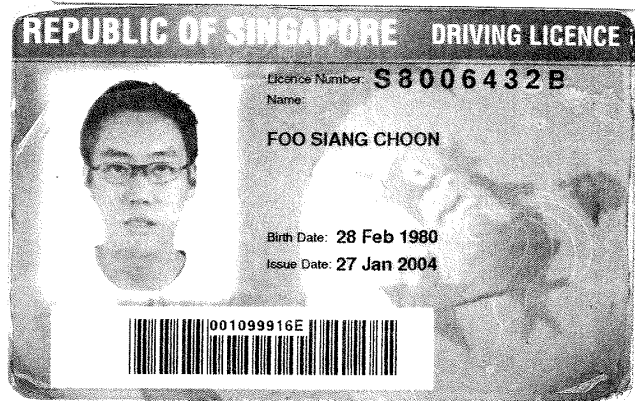 REPUBLIC OF SINGAPORE DRIVING LICENCE
Licence Number: S8006432B
Name:
FOO SIANG CHOON
Birth Date: 28 Feb 1980
Issue Date: 27 Jan 2004
001099916E